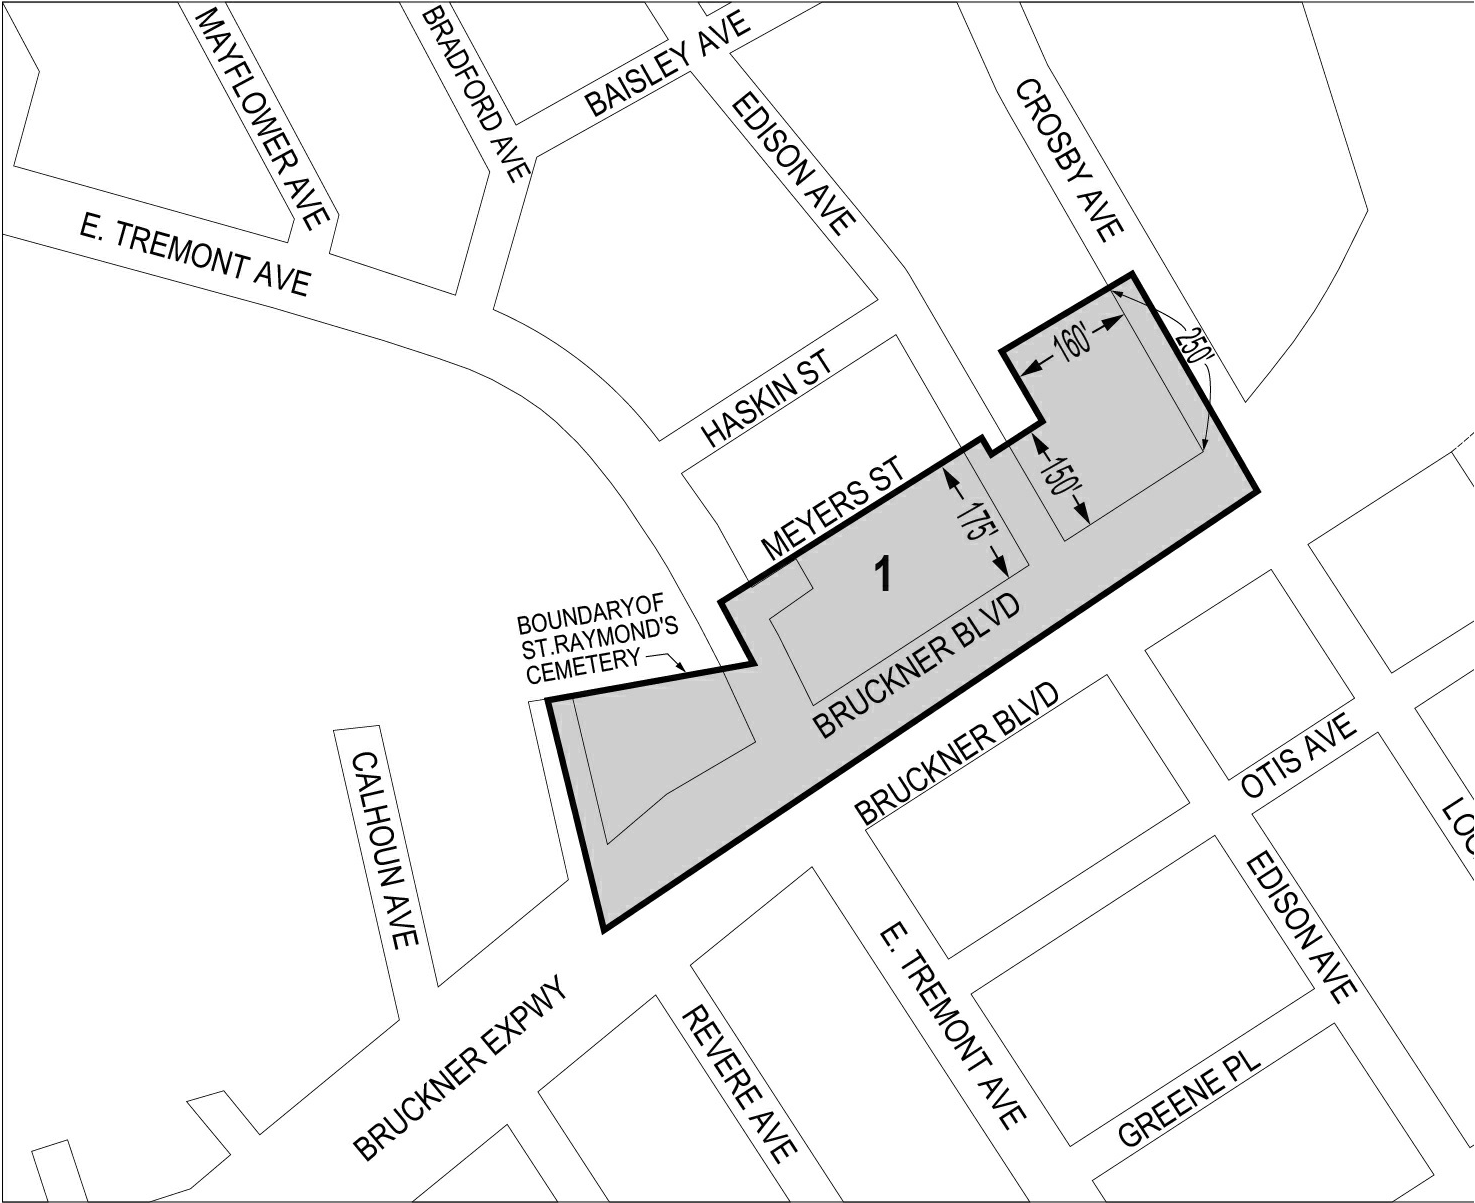 MAYFLOWER AVE
BRADFORD AVE
BAISLEY AVE
EDISON AVE
CROSBY AVE
E. TREMONT AVE
160'
250'
HASKIN ST
MEYERS ST
150'
175'
1
BOUNDARY OF
ST. RAYMOND'S
CEMETERY
BRUCKNER BLVD
BRUCKNER BLVD
OTIS AVE
CALHOUN AVE
EDISON AVE
E. TREMONT AVE
BRUCKNER EXPWY
REVERE AVE
GREENE PL